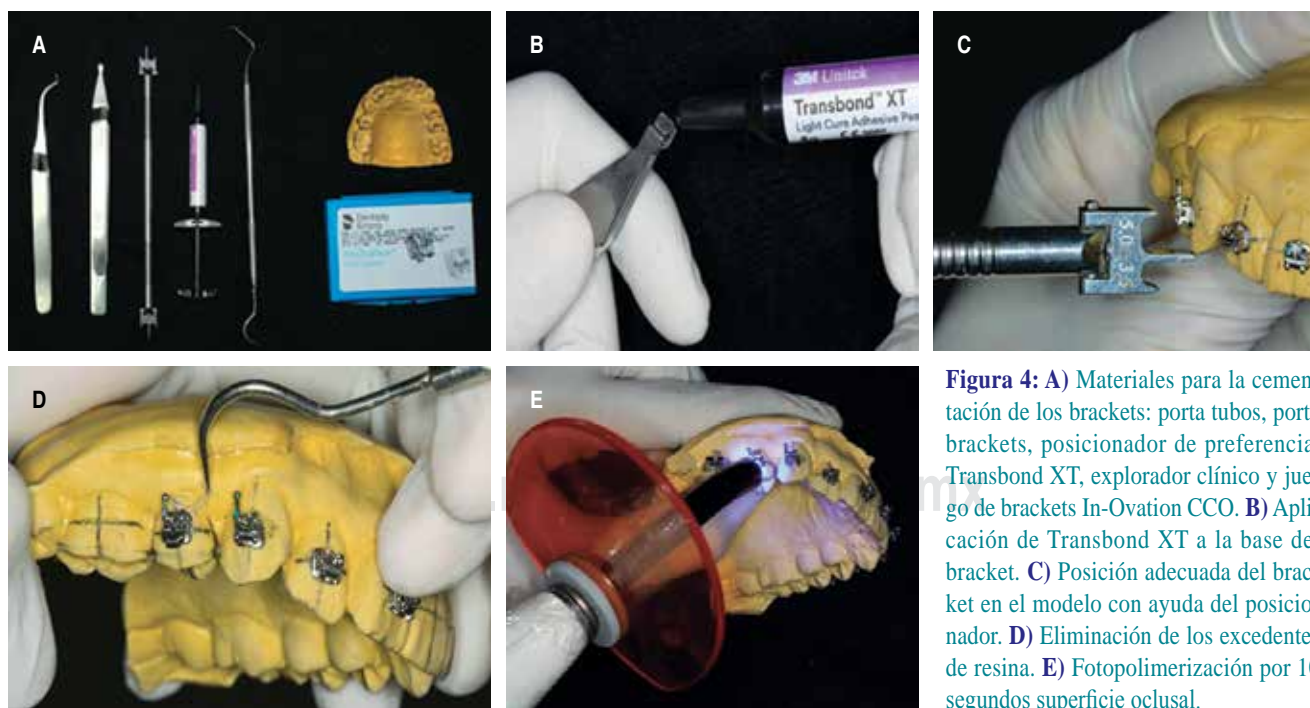 A
B
3M Unitek
Transbond™ XT
Light Cure Adhesive Pas
C
5.0
D
E
Figura 4: A) Materiales para la cemen
tación de los brackets: porta tubos, port
brackets, posicionador de preferencia
Transbond XT, explorador clínico y jue
go de brackets In-Ovation CCO. B) Apli
cación de Transbond XT a la base de
bracket. C) Posición adecuada del brac
ket en el modelo con ayuda del posicio
nador. D) Eliminación de los excedente
de resina. E) Fotopolimerización por 1
segundos superficie oclusal.